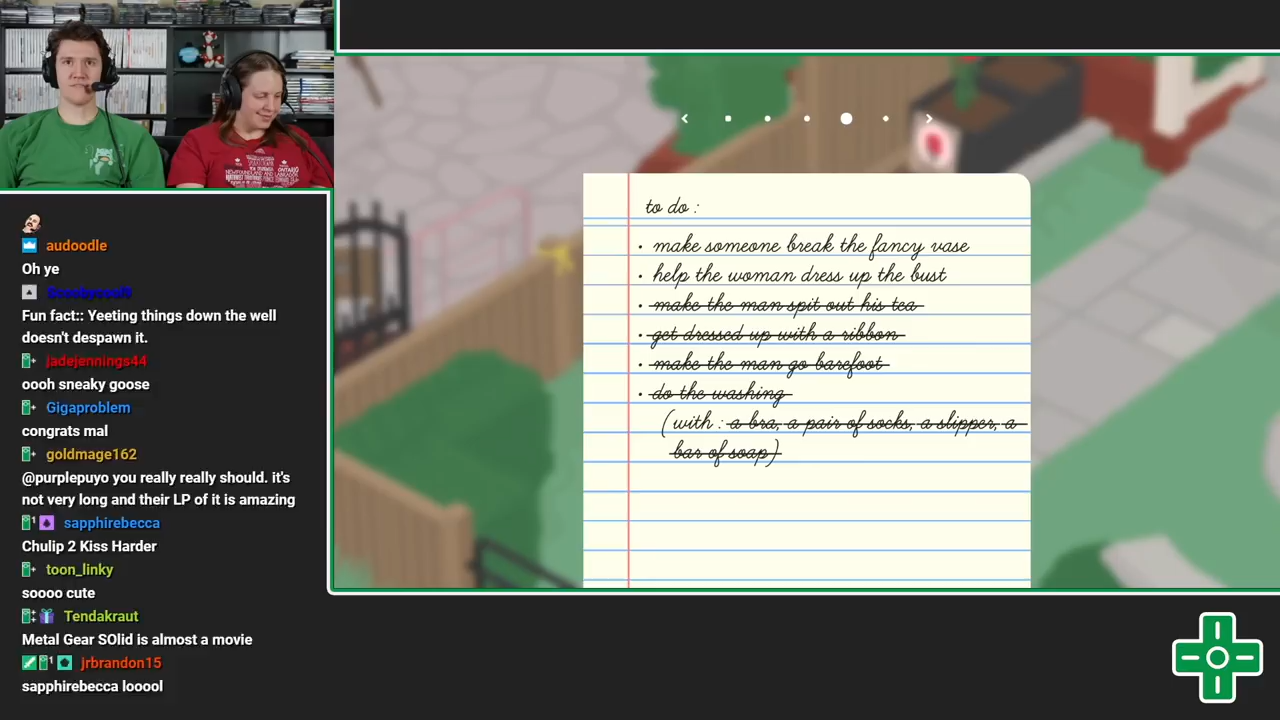 audoodle
Oh ye
Fun fact:: Yeeting things down the well
doesn't despawn it.
jadejennings44
oooh sneaky goose
Gigaproblem
congrats mal
goldmage162
@purplepuyo you really really should. it's
not very long and their LP of it is amazing
sapphirebecca
Chulip 2 Kiss Harder
toon_linky
soooo cute
Tendakraut
Metal Gear SOlid is almost a movie
jrbrandon15
sapphirebecca looool
to do :
• make someone break the fancy vase
• help the woman dress up the bust
• make the man spit out his tea
• get dressed up with a ribbon
• make the man go barefoot
• do the washing
(with : a bra, a pair of socks, a slipper, a
bar of soap)